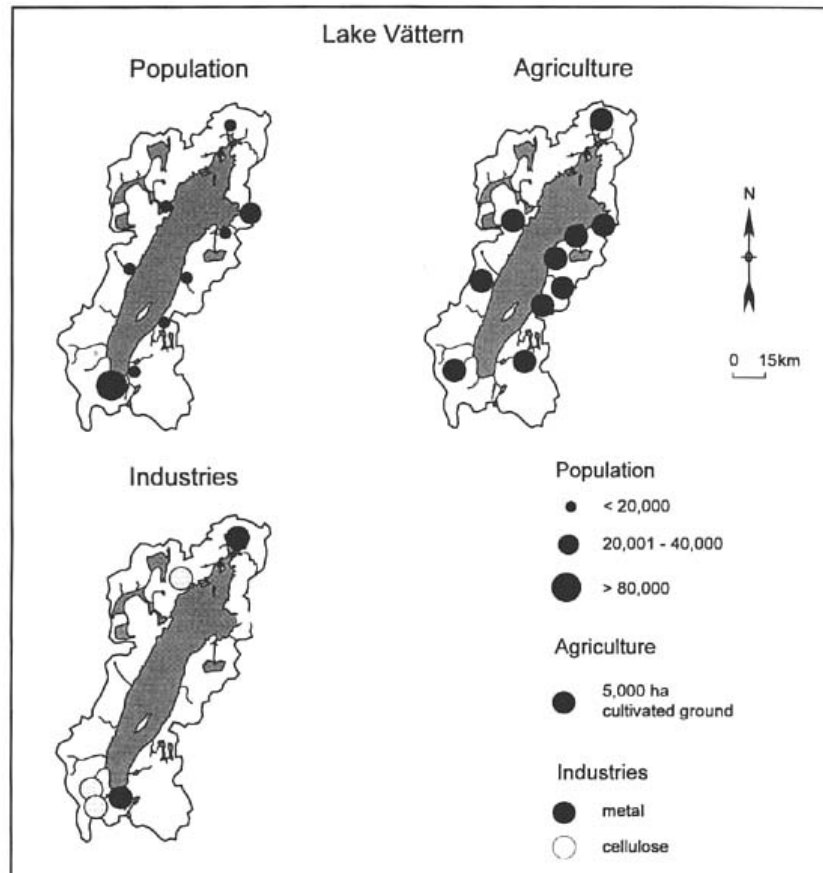 Lake Vättern
Population
Agriculture
N
0 15km
Industries
Population
< 20,000
20,001 - 40,000
> 80,000
Agriculture
5,000 ha
cultivated ground
Industries
metal
cellulose